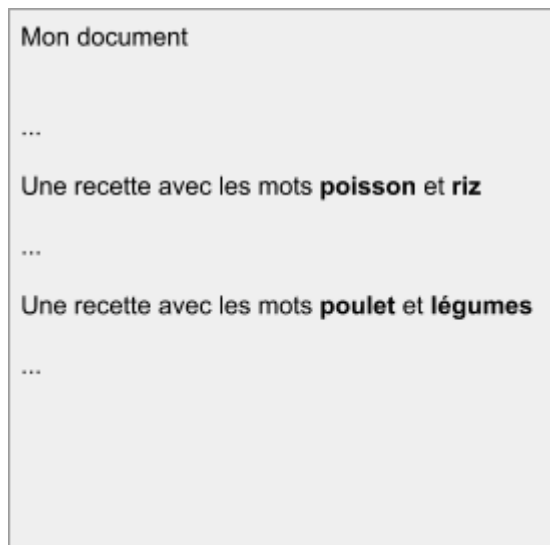 Mon document
...
Une recette avec les mots poisson et riz
...
Une recette avec les mots poulet et légumes
...